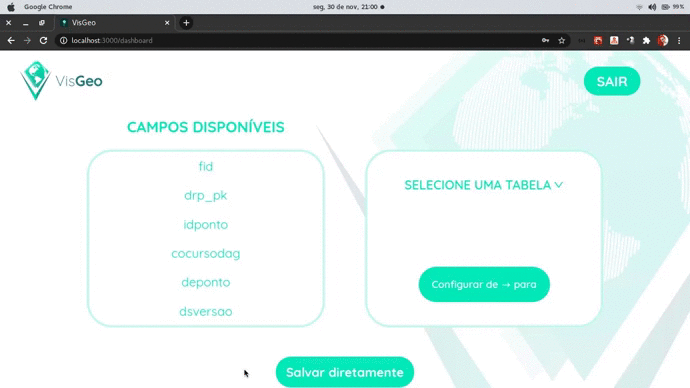 Google Chrome
seg, 30 de nov, 21:00
99%
VisGeo
localhost:3000/dashboard
VisGeo
SAIR
CAMPOS DISPONÍVEIS
fid
drp_pk
idponto
cocursodag
deponto
dsversao
SELECIONE UMA TABELA
Configurar de → para
Salvar diretamente